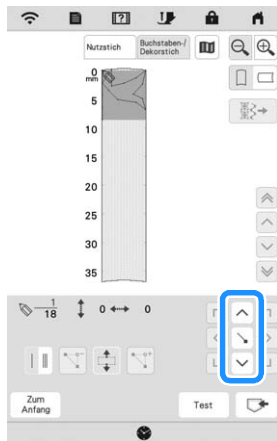 Nutzstich
Buchstaben-/
Dekorstich
0
mm
5
10
15
20
25
30
35
1
18
0
0
Zum
Anfang
Test